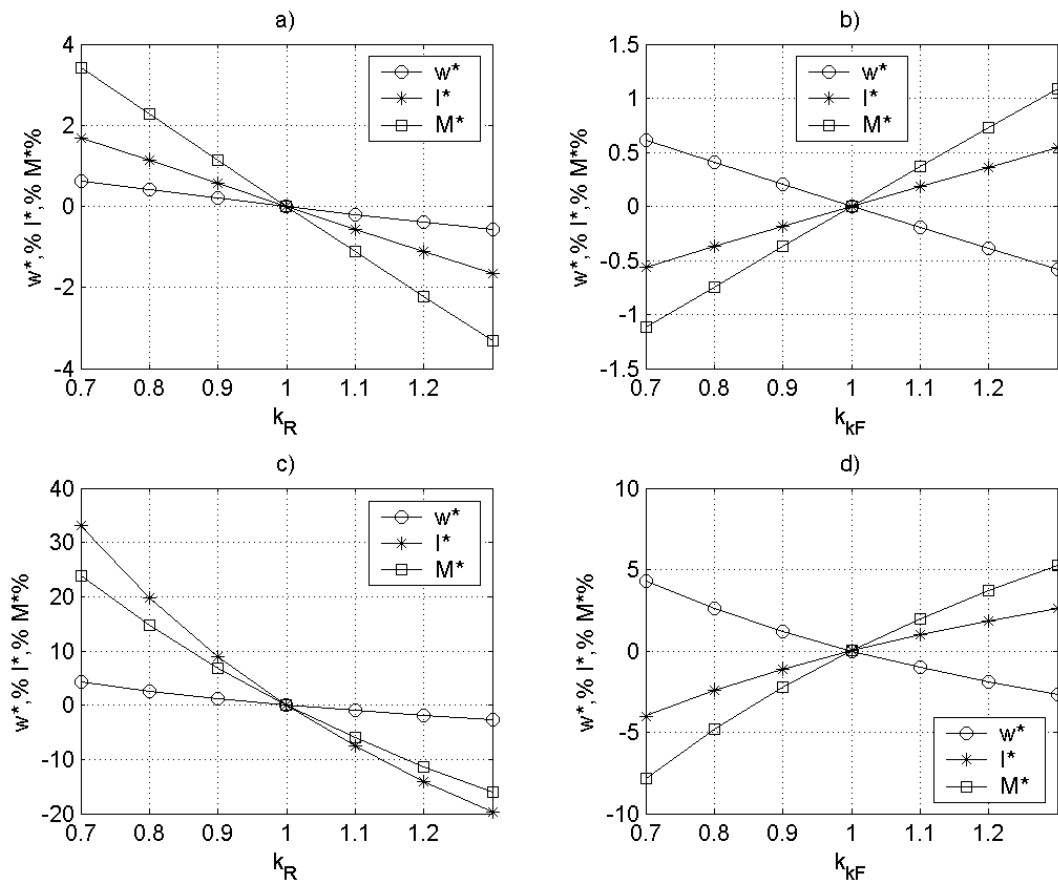 a)
w*,% I*,% M*%
4
2
0
-2
-4
0.7 0.8 0.9 1 1.1 1.2
k_R
w*
I*
M*
b)
w*,% I*,% M*%
1.5
1
0.5
0
-0.5
-1
-1.5
0.7 0.8 0.9 1 1.1 1.2
k_kF
w*
I*
M*
c)
w*,% I*,% M*%
40
30
20
10
0
-10
-20
0.7 0.8 0.9 1 1.1 1.2
k_R
w*
I*
M*
d)
w*,% I*,% M*%
10
5
0
-5
-10
0.7 0.8 0.9 1 1.1 1.2
k_kF
w*
I*
M*